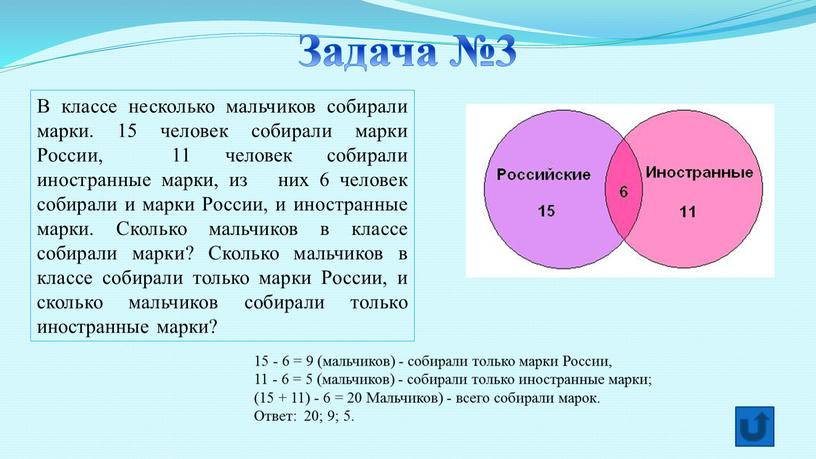 Задача №3
В классе несколько мальчиков собирали
марки. 15 человек собирали марки
России, 11 человек собирали
иностранные марки, из них 6 человек
собирали и марки России, и иностранные
марки. Сколько мальчиков в классе
собирали марки? Сколько мальчиков в
классе собирали только марки России, и
сколько мальчиков собирали только
иностранные марки?
Российские
15
6
Иностранные
11
15 - 6 = 9 (мальчиков) - собирали только марки России,
11 - 6 = 5 (мальчиков) - собирали только иностранные марки;
(15 + 11) - 6 = 20 Мальчиков) - всего собирали марок.
Ответ: 20; 9; 5.